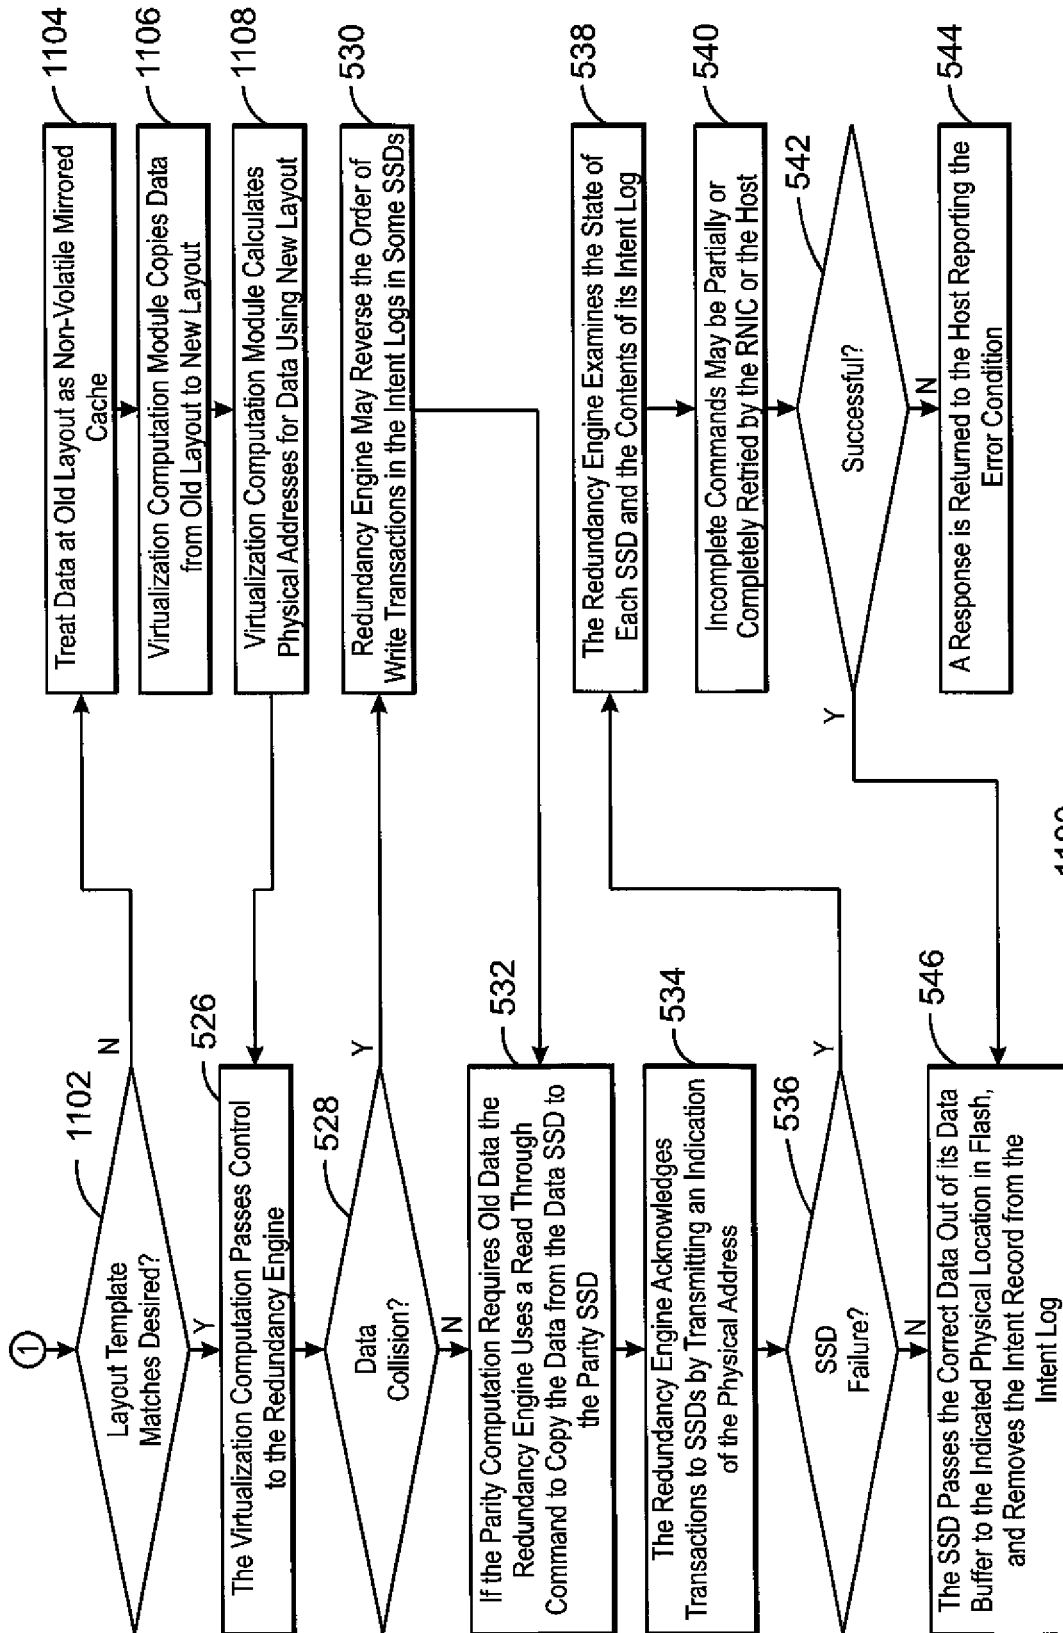 1
1102
Layout Template
Matches Desired?
N
Y
1104
Treat Data at Old Layout as Non-Volatile Mirrored
Cache
1106
Virtualization Computation Module Copies Data
from Old Layout to New Layout
1108
Virtualization Computation Module Calculates
Physical Addresses for Data Using New Layout
526
The Virtualization Computation Passes Control
to the Redundancy Engine
528
Data
Collision?
Y
N
530
Redundancy Engine May Reverse the Order of
Write Transactions in the Intent Logs in Some SSDs
532
If the Parity Computation Requires Old Data the
Redundancy Engine Uses a Read Through
Command to Copy the Data from the Data SSD to
the Parity SSD
534
The Redundancy Engine Acknowledges
Transactions to SSDs by Transmitting an Indication
of the Physical Address
536
SSD
Failure?
Y
N
538
The Redundancy Engine Examines the State of
Each SSD and the Contents of its Intent Log
540
Incomplete Commands May be Partially or
Completely Retried by the RNIC or the Host
542
Successful?
Y
N
544
A Response is Returned to the Host Reporting the
Error Condition
546
The SSD Passes the Correct Data Out of its Data
Buffer to the Indicated Physical Location in Flash,
and Removes the Intent Record from the
Intent Log